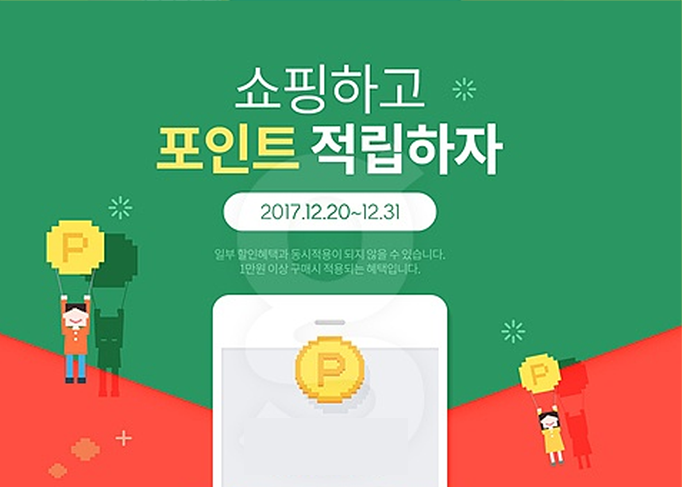 쇼핑하고
포인트 적립하자
2017.12.20~12.31
일부 할인혜택과 동시적용이 되지 않을 수 있습니다.
1만원 이상 구매시 적용되는 혜택입니다.
P
P
P